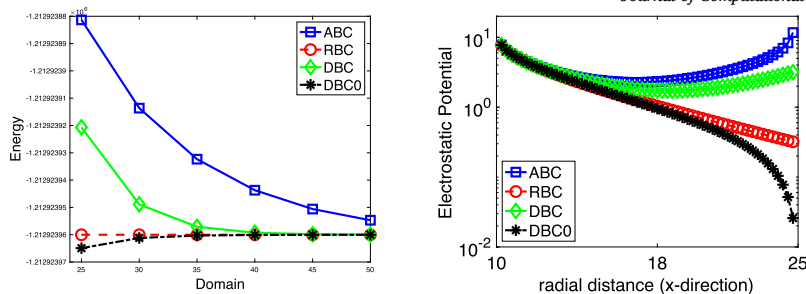 Journal of Computational
×10⁶
-1.21292388
-1.21292389
-1.2129239
-1.21292391
-1.21292392
-1.21292393
-1.21292394
-1.21292395
-1.21292396
-1.21292397
Energy
25 30 35 40 45 50
Domain
ABC
RBC
DBC
DBC0
10¹
10⁰
10⁻²
Electrostatic Potential
ABC
RBC
DBC
DBC0
10 18 25
radial distance (x-direction)